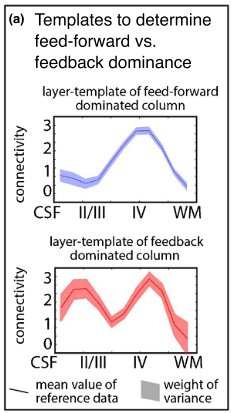 (a) Templates to determine
feed-forward vs.
feedback dominance
layer-template of feed-forward
dominated column
connectivity
3
2
1
0
CSF II/III IV WM
layer-template of feedback
dominated column
connectivity
3
2
1
0
CSF II/III IV WM
mean value of
reference data
weight of
variance